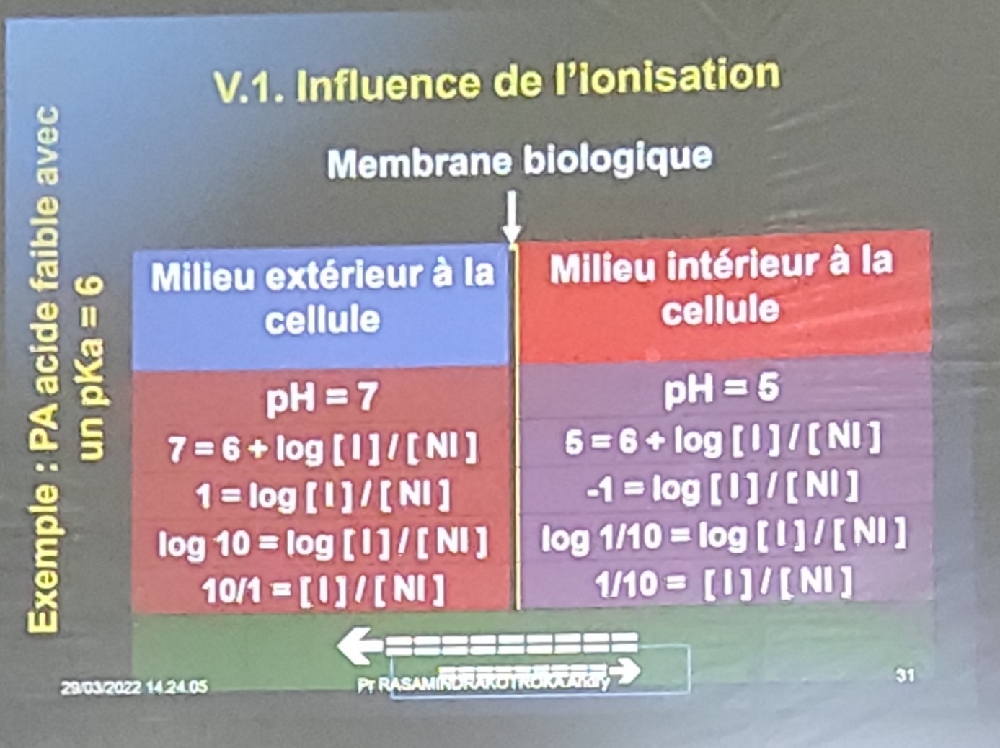 V.1. Influence de l'ionisation
Membrane biologique
Exemple : PA acide faible avec
un pKa = 6
Milieu extérieur à la
cellule
pH = 7
7 = 6 + log [ I ] / [ NI ]
1 = log [ I ] / [ NI ]
log 10 = log [ I ] / [ NI ]
10/1 = [ I ] / [ NI ]
Milieu intérieur à la
cellule
pH = 5
5 = 6 + log [ I ] / [ NI ]
-1 = log [ I ] / [ NI ]
log 1/10 = log [ I ] / [ NI ]
1/10 = [ I ] / [ NI ]
29/03/2022 14:24:05
Pr RASAMINDRAKOTROKA Andry
31